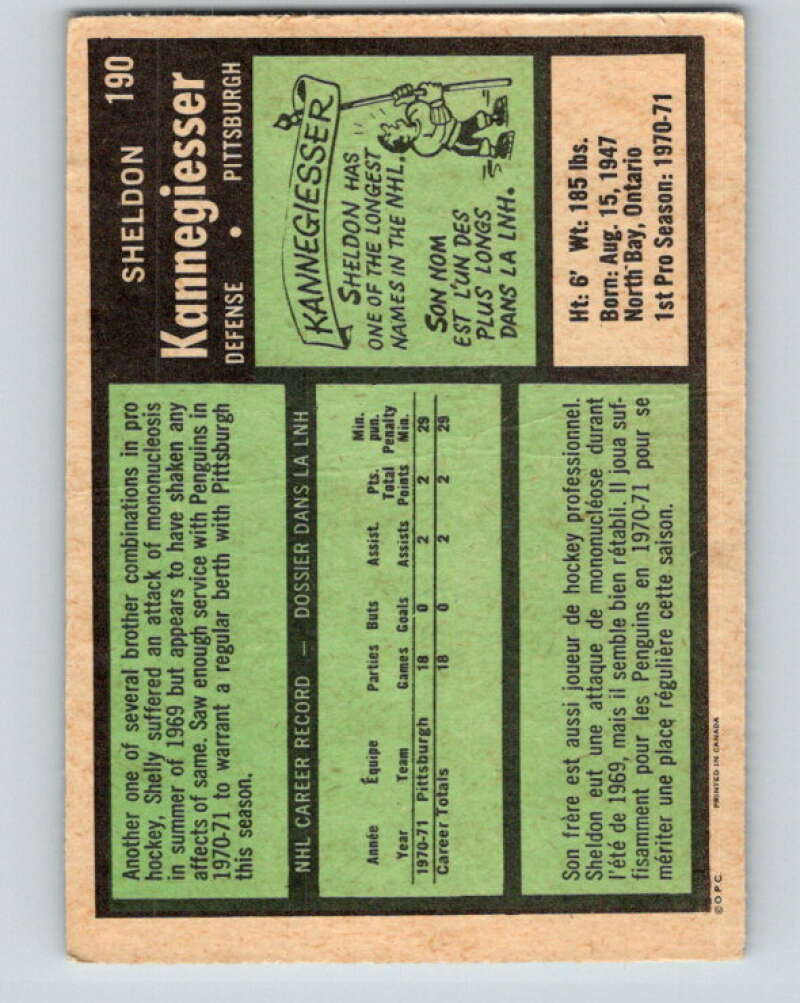 190
SHELDON
Kannegiesser
DEFENSE • PITTSBURGH
KANNEGIESSER
SHELDON HAS
ONE OF THE LONGEST
NAMES IN THE NHL.
SON NOM
EST L'UN DES
PLUS LONGS
DANS LA LNH.
Ht: 6' Wt: 185 lbs.
Born: Aug. 15, 1947
North Bay, Ontario
1st Pro Season: 1970-71
Another one of several brother combinations in pro
hockey, Shelly suffered an attack of mononucleosis
in summer of 1969 but appears to have shaken any
affects of same. Saw enough service with Penguins in
1970-71 to warrant a regular berth with Pittsburgh
this season.
NHL CAREER RECORD — DOSSIER DANS LA LNH
Année Équipe Parties Buts Assist. Pts. Total Min. pun. Penalty
Year Team Games Goals Assists Points Min.
1970-71 Pittsburgh 18 0 2 2 29
Career Totals 18 0 2 2 29
Son frère est aussi joueur de hockey professionnel.
Sheldon eut une attaque de mononucléose durant
l'été de 1969, mais il semble bien rétabli. Il joua suf-
fisamment pour les Penguins en 1970-71 pour se
mériter une place régulière cette saison.
©O.P.C. PRINTED IN CANADA